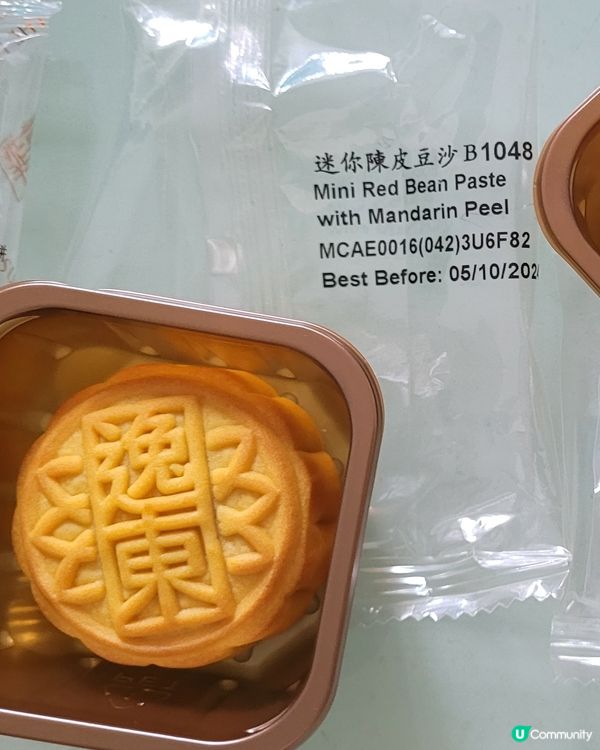 迷你陳皮豆沙 B1048
Mini Red Bean Paste
with Mandarin Peel
MCAE0016(042)3U6F82
Best Before: 05/10/202
逸東
U Community